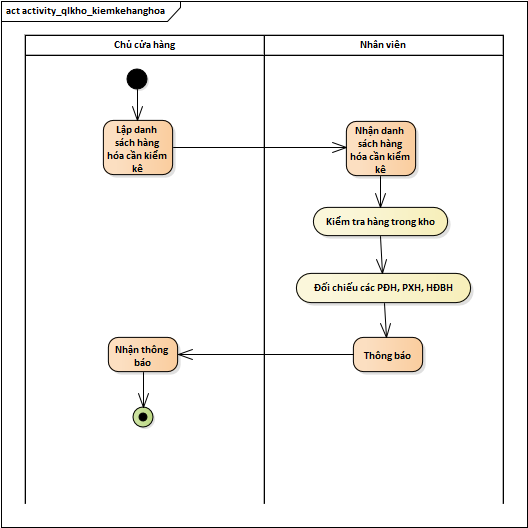 act activity_qlkho_kiemkehanghoa
Chủ cửa hàng
Nhân viên
Lập danh
sách hàng
hóa cần kiểm
kê
Nhận danh
sách hàng
hóa cần kiểm
kê
Kiểm tra hàng trong kho
Đối chiếu các PĐH, PXH, HĐBH
Nhận thông
báo
Thông báo